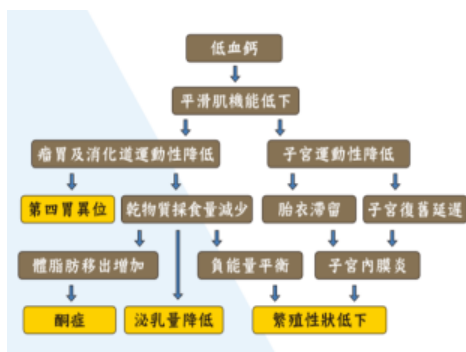 低血鈣
平滑肌機能低下
瘤胃及消化道運動性降低
子宮運動性降低
第四胃異位
乾物質採食量減少
胎衣滯留
子宮復舊延遲
體脂肪移出增加
負能量平衡
子宮內膜炎
酮症
泌乳量降低
繁殖性狀低下